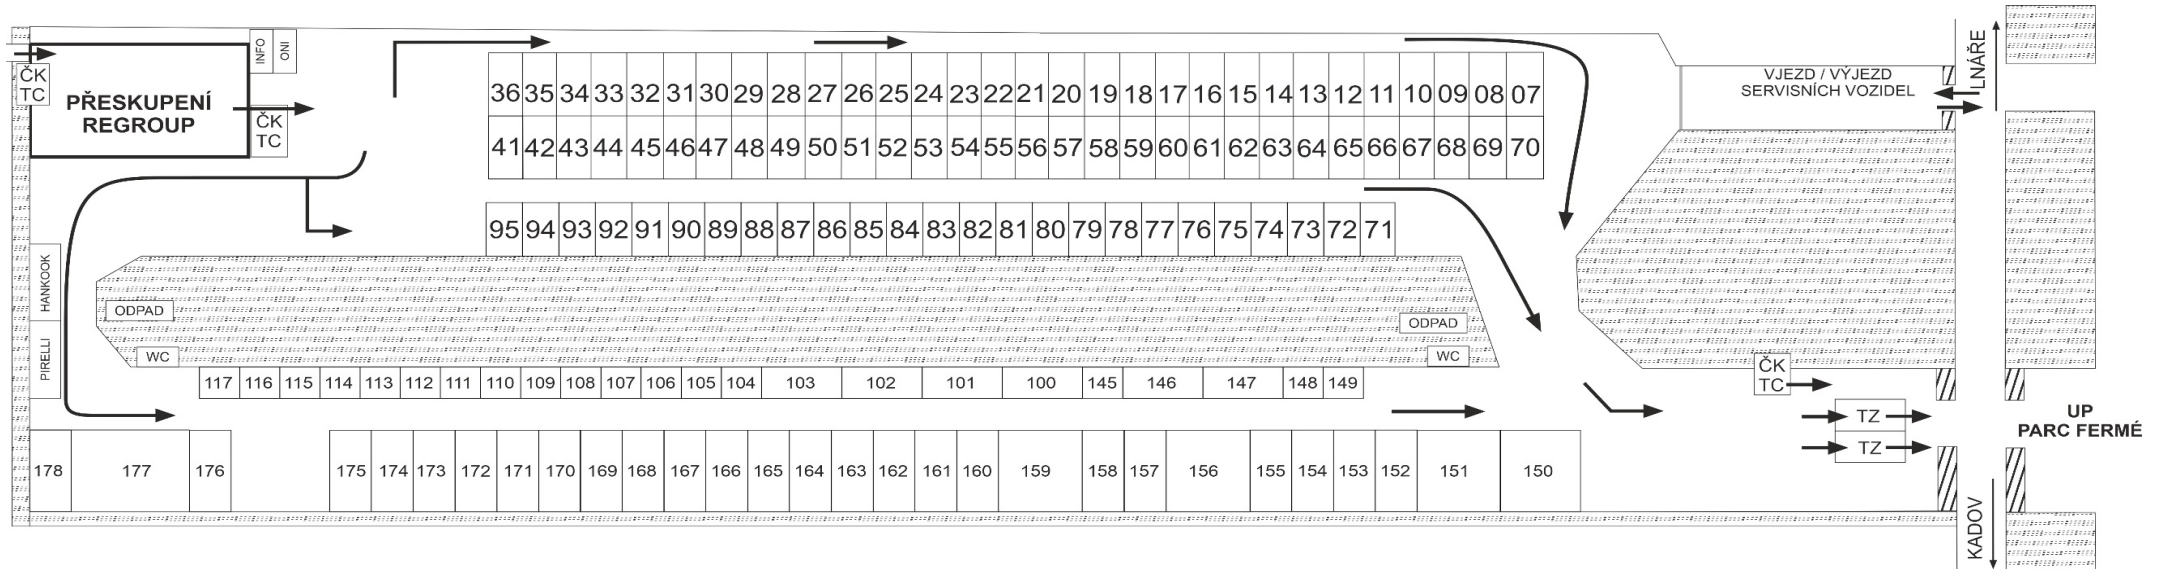 ČK
TC
PŘESKUPENÍ
REGROUP
INFO
ONI
ČK
TC
36 35 34 33 32 31 30 29 28 27 26 25 24 23 22 21 20 19 18 17 16 15 14 13 12 11 10 09 08 07
41 42 43 44 45 46 47 48 49 50 51 52 53 54 55 56 57 58 59 60 61 62 63 64 65 66 67 68 69 70
VJEZD / VÝJEZD
SERVISNÍCH VOZIDEL
LNÁŘE
95 94 93 92 91 90 89 88 87 86 85 84 83 82 81 80 79 78 77 76 75 74 73 72 71
HANKOOK
PIRELLI
ODPAD
WC
ODPAD
WC
117 116 115 114 113 112 111 110 109 108 107 106 105 104 103 102 101 100 145 146 147 148 149
ČK
TC
TZ
TZ
UP
PARC FERMÉ
178 177 176 175 174 173 172 171 170 169 168 167 166 165 164 163 162 161 160 159 158 157 156 155 154 153 152 151 150
KADOV